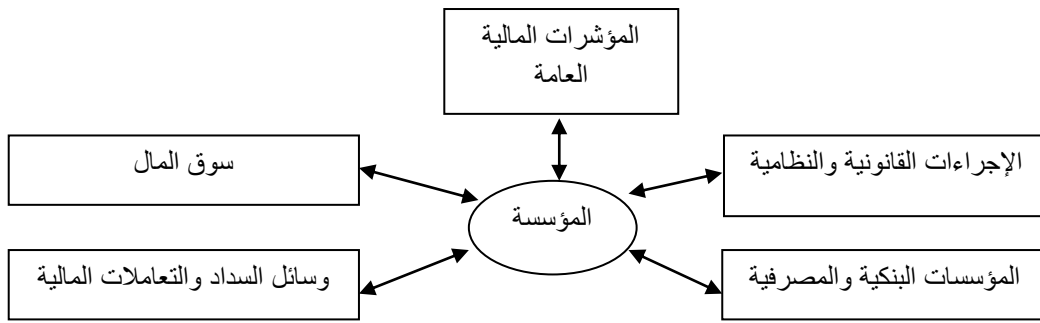 المؤشرات المالية
العامة
الإجراءات القانونية والنظامية
سوق المال
المؤسسة
المؤسسات البنكية والمصرفية
وسائل السداد والتعاملات المالية